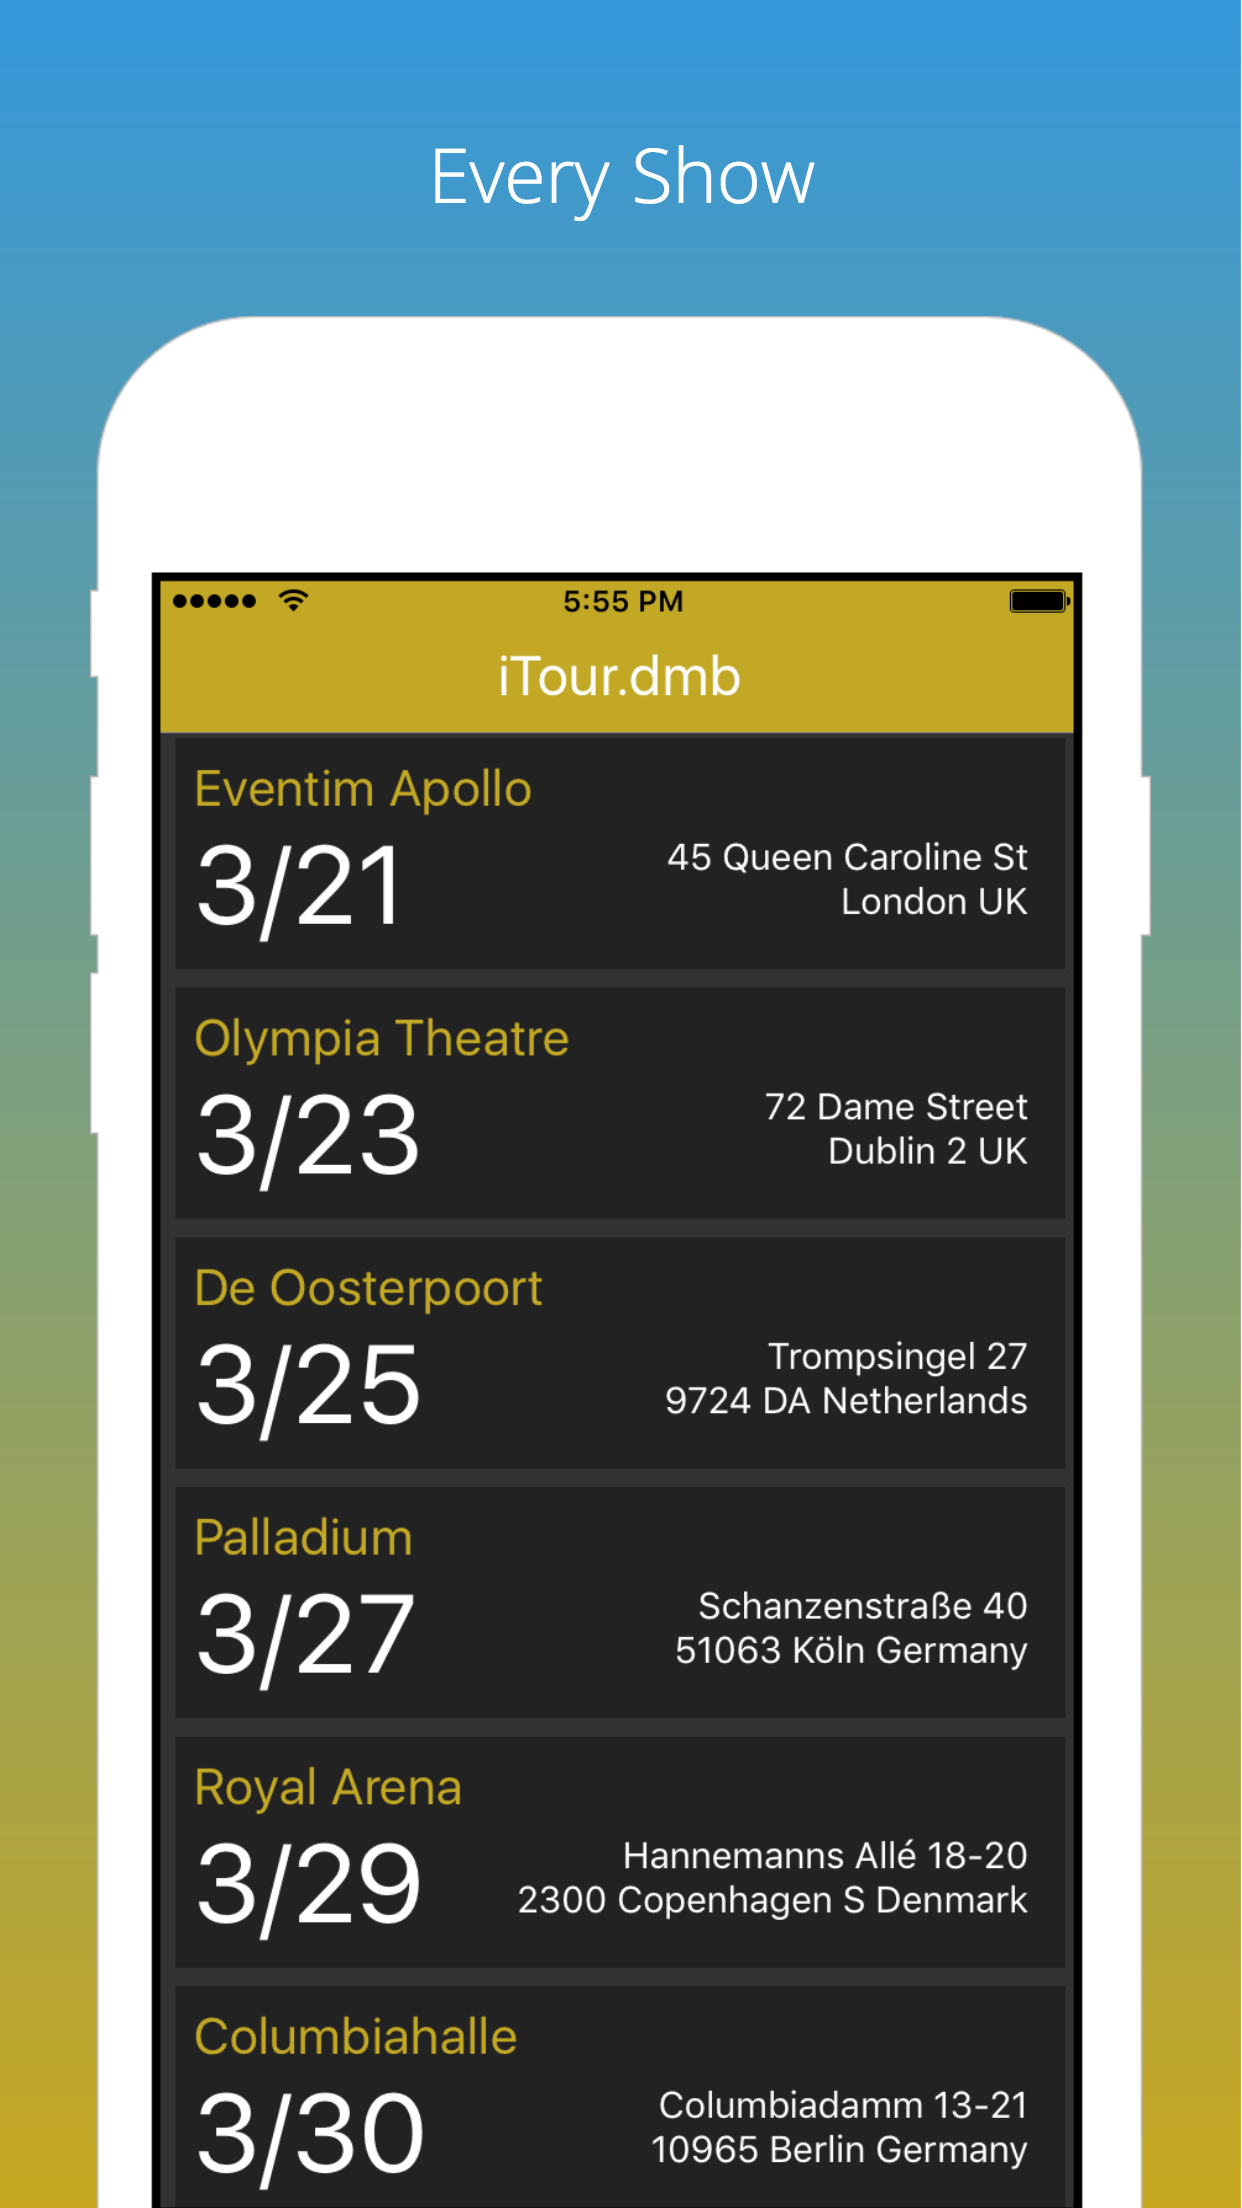 Every Show
5:55 PM
iTour.dmb
Eventim Apollo
3/21
45 Queen Caroline St
London UK
Olympia Theatre
3/23
72 Dame Street
Dublin 2 UK
De Oosterpoort
3/25
Trompsingel 27
9724 DA Netherlands
Palladium
3/27
Schanzenstraße 40
51063 Köln Germany
Royal Arena
3/29
Hannemanns Allé 18-20
2300 Copenhagen S Denmark
Columbiahalle
3/30
Columbiadamm 13-21
10965 Berlin Germany